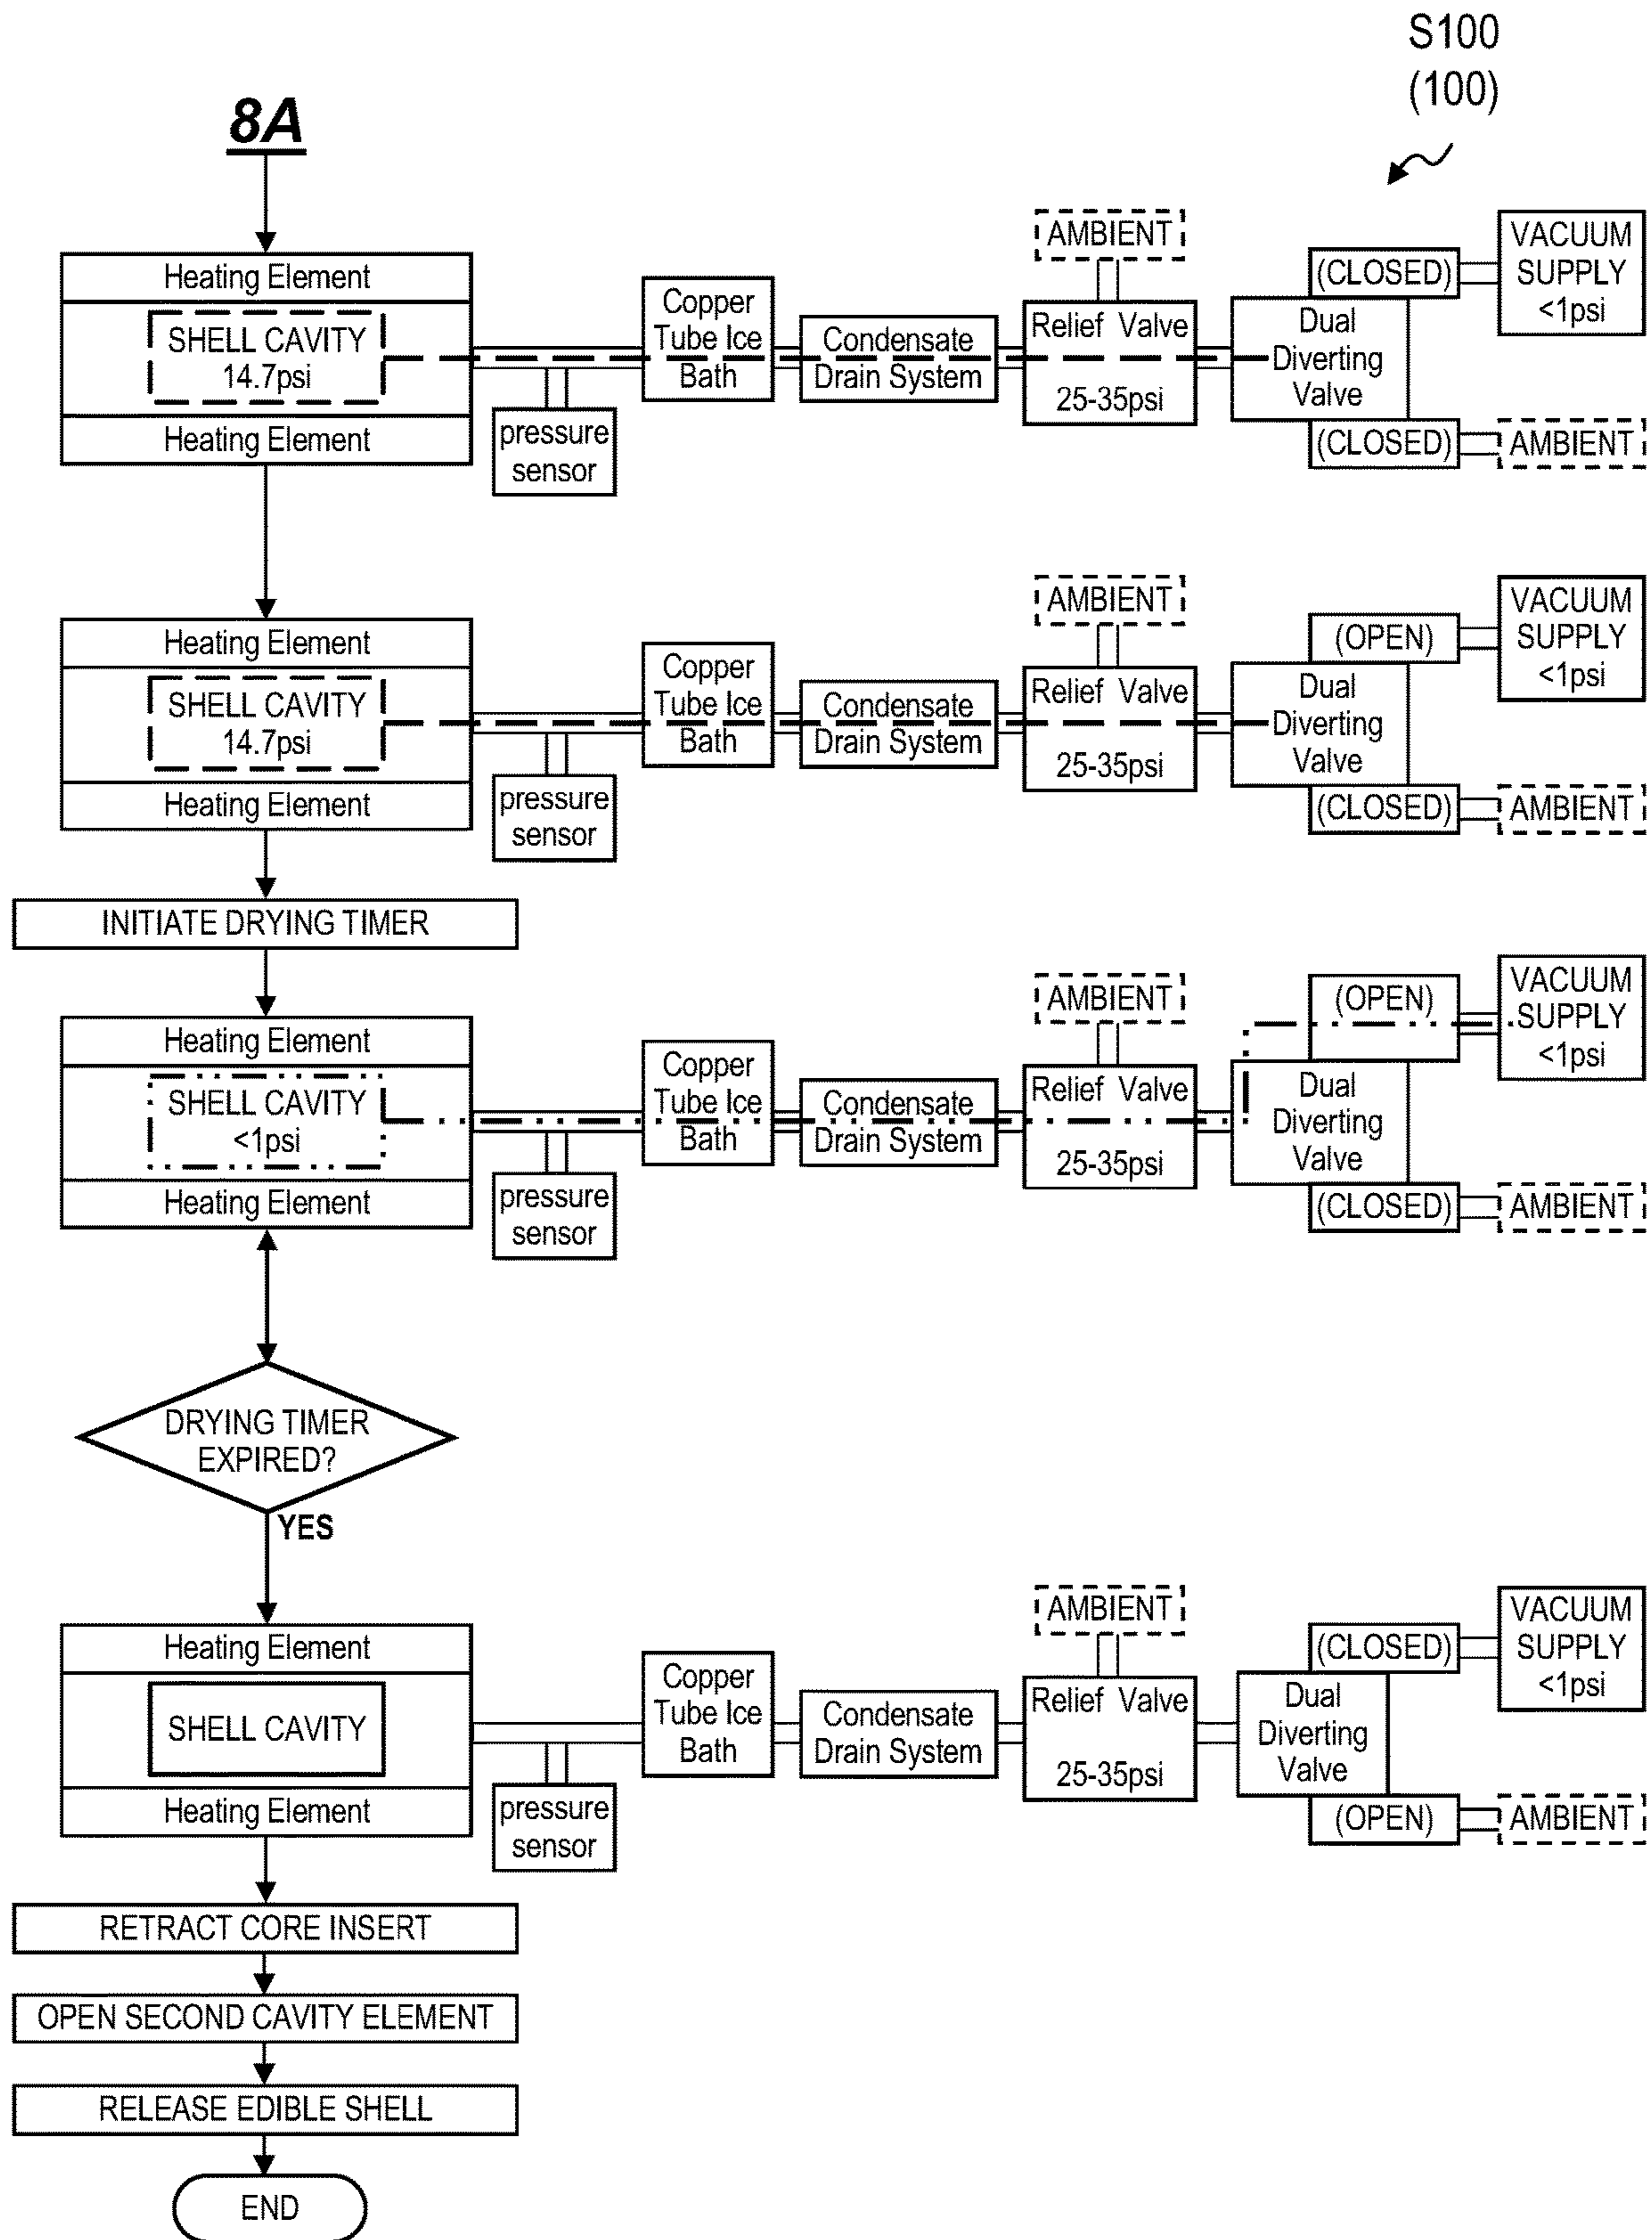 S100
(100)
8A
Heating Element
SHELL CAVITY
14.7psi
Heating Element
pressure
sensor
Copper
Tube Ice
Bath
Condensate
Drain System
AMBIENT
Relief Valve
25-35psi
(CLOSED)
Dual
Diverting
Valve
(CLOSED)
VACUUM
SUPPLY
<1psi
AMBIENT
Heating Element
SHELL CAVITY
14.7psi
Heating Element
pressure
sensor
Copper
Tube Ice
Bath
Condensate
Drain System
AMBIENT
Relief Valve
25-35psi
(OPEN)
Dual
Diverting
Valve
(CLOSED)
VACUUM
SUPPLY
<1psi
AMBIENT
INITIATE DRYING TIMER
Heating Element
SHELL CAVITY
<1psi
Heating Element
pressure
sensor
Copper
Tube Ice
Bath
Condensate
Drain System
AMBIENT
Relief Valve
25-35psi
(OPEN)
Dual
Diverting
Valve
(CLOSED)
VACUUM
SUPPLY
<1psi
AMBIENT
DRYING TIMER
EXPIRED?
YES
Heating Element
SHELL CAVITY
Heating Element
pressure
sensor
Copper
Tube Ice
Bath
Condensate
Drain System
AMBIENT
Relief Valve
25-35psi
(CLOSED)
Dual
Diverting
Valve
(OPEN)
VACUUM
SUPPLY
<1psi
AMBIENT
RETRACT CORE INSERT
OPEN SECOND CAVITY ELEMENT
RELEASE EDIBLE SHELL
END